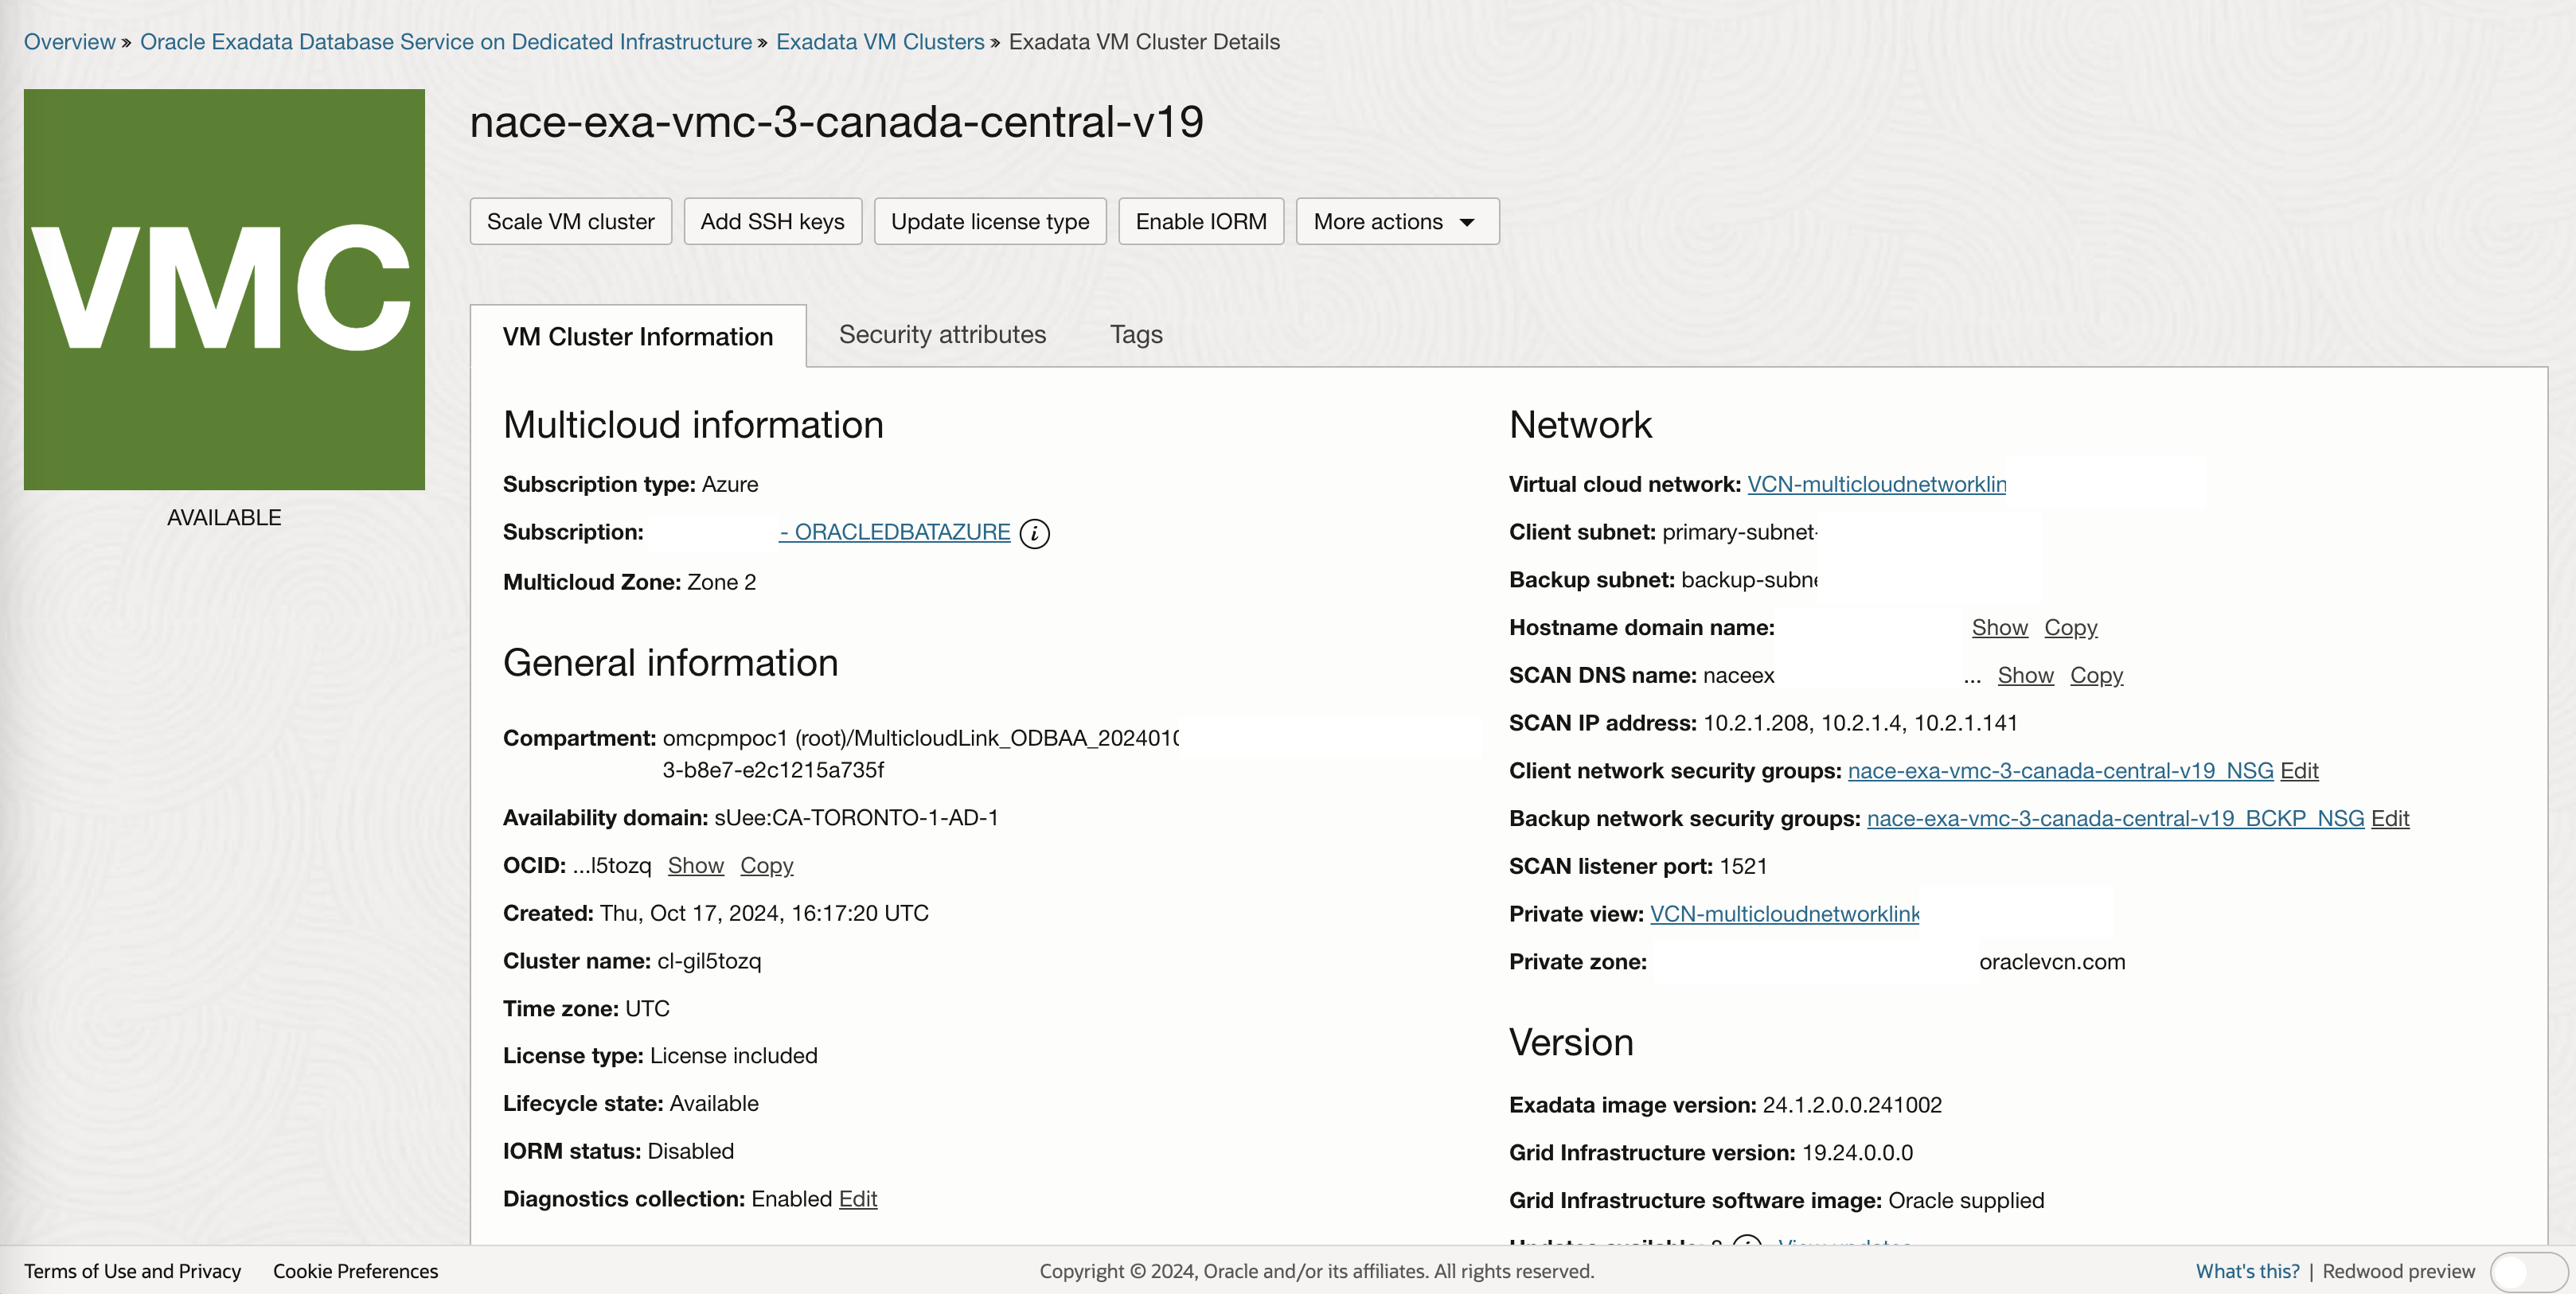 Overview » Oracle Exadata Database Service on Dedicated Infrastructure » Exadata VM Clusters » Exadata VM Cluster Details
VMC
AVAILABLE
nace-exa-vmc-3-canada-central-v19
Scale VM cluster Add SSH keys Update license type Enable IORM More actions
VM Cluster Information Security attributes Tags
Multicloud information
Subscription type: Azure
Subscription: - ORACLEDBATAZURE i
Multicloud Zone: Zone 2
General information
Compartment: omcpmpoc1 (root)/MulticloudLink_ODBAA_202401
3-b8e7-e2c1215a735f
Availability domain: sUee:CA-TORONTO-1-AD-1
OCID: ...l5tozq Show Copy
Created: Thu, Oct 17, 2024, 16:17:20 UTC
Cluster name: cl-gil5tozq
Time zone: UTC
License type: License included
Lifecycle state: Available
IORM status: Disabled
Diagnostics collection: Enabled Edit
Network
Virtual cloud network: VCN-multicloudnetworklin
Client subnet: primary-subnet-
Backup subnet: backup-subne
Hostname domain name: Show Copy
SCAN DNS name: naceex ... Show Copy
SCAN IP address: 10.2.1.208, 10.2.1.4, 10.2.1.141
Client network security groups: nace-exa-vmc-3-canada-central-v19_NSG Edit
Backup network security groups: nace-exa-vmc-3-canada-central-v19_BCKP_NSG Edit
SCAN listener port: 1521
Private view: VCN-multicloudnetworklink
Private zone: oraclevcn.com
Version
Exadata image version: 24.1.2.0.0.241002
Grid Infrastructure version: 19.24.0.0.0
Grid Infrastructure software image: Oracle supplied
Updates available: i View updates
Terms of Use and Privacy Cookie Preferences
Copyright © 2024, Oracle and/or its affiliates. All rights reserved.
What's this? | Redwood preview